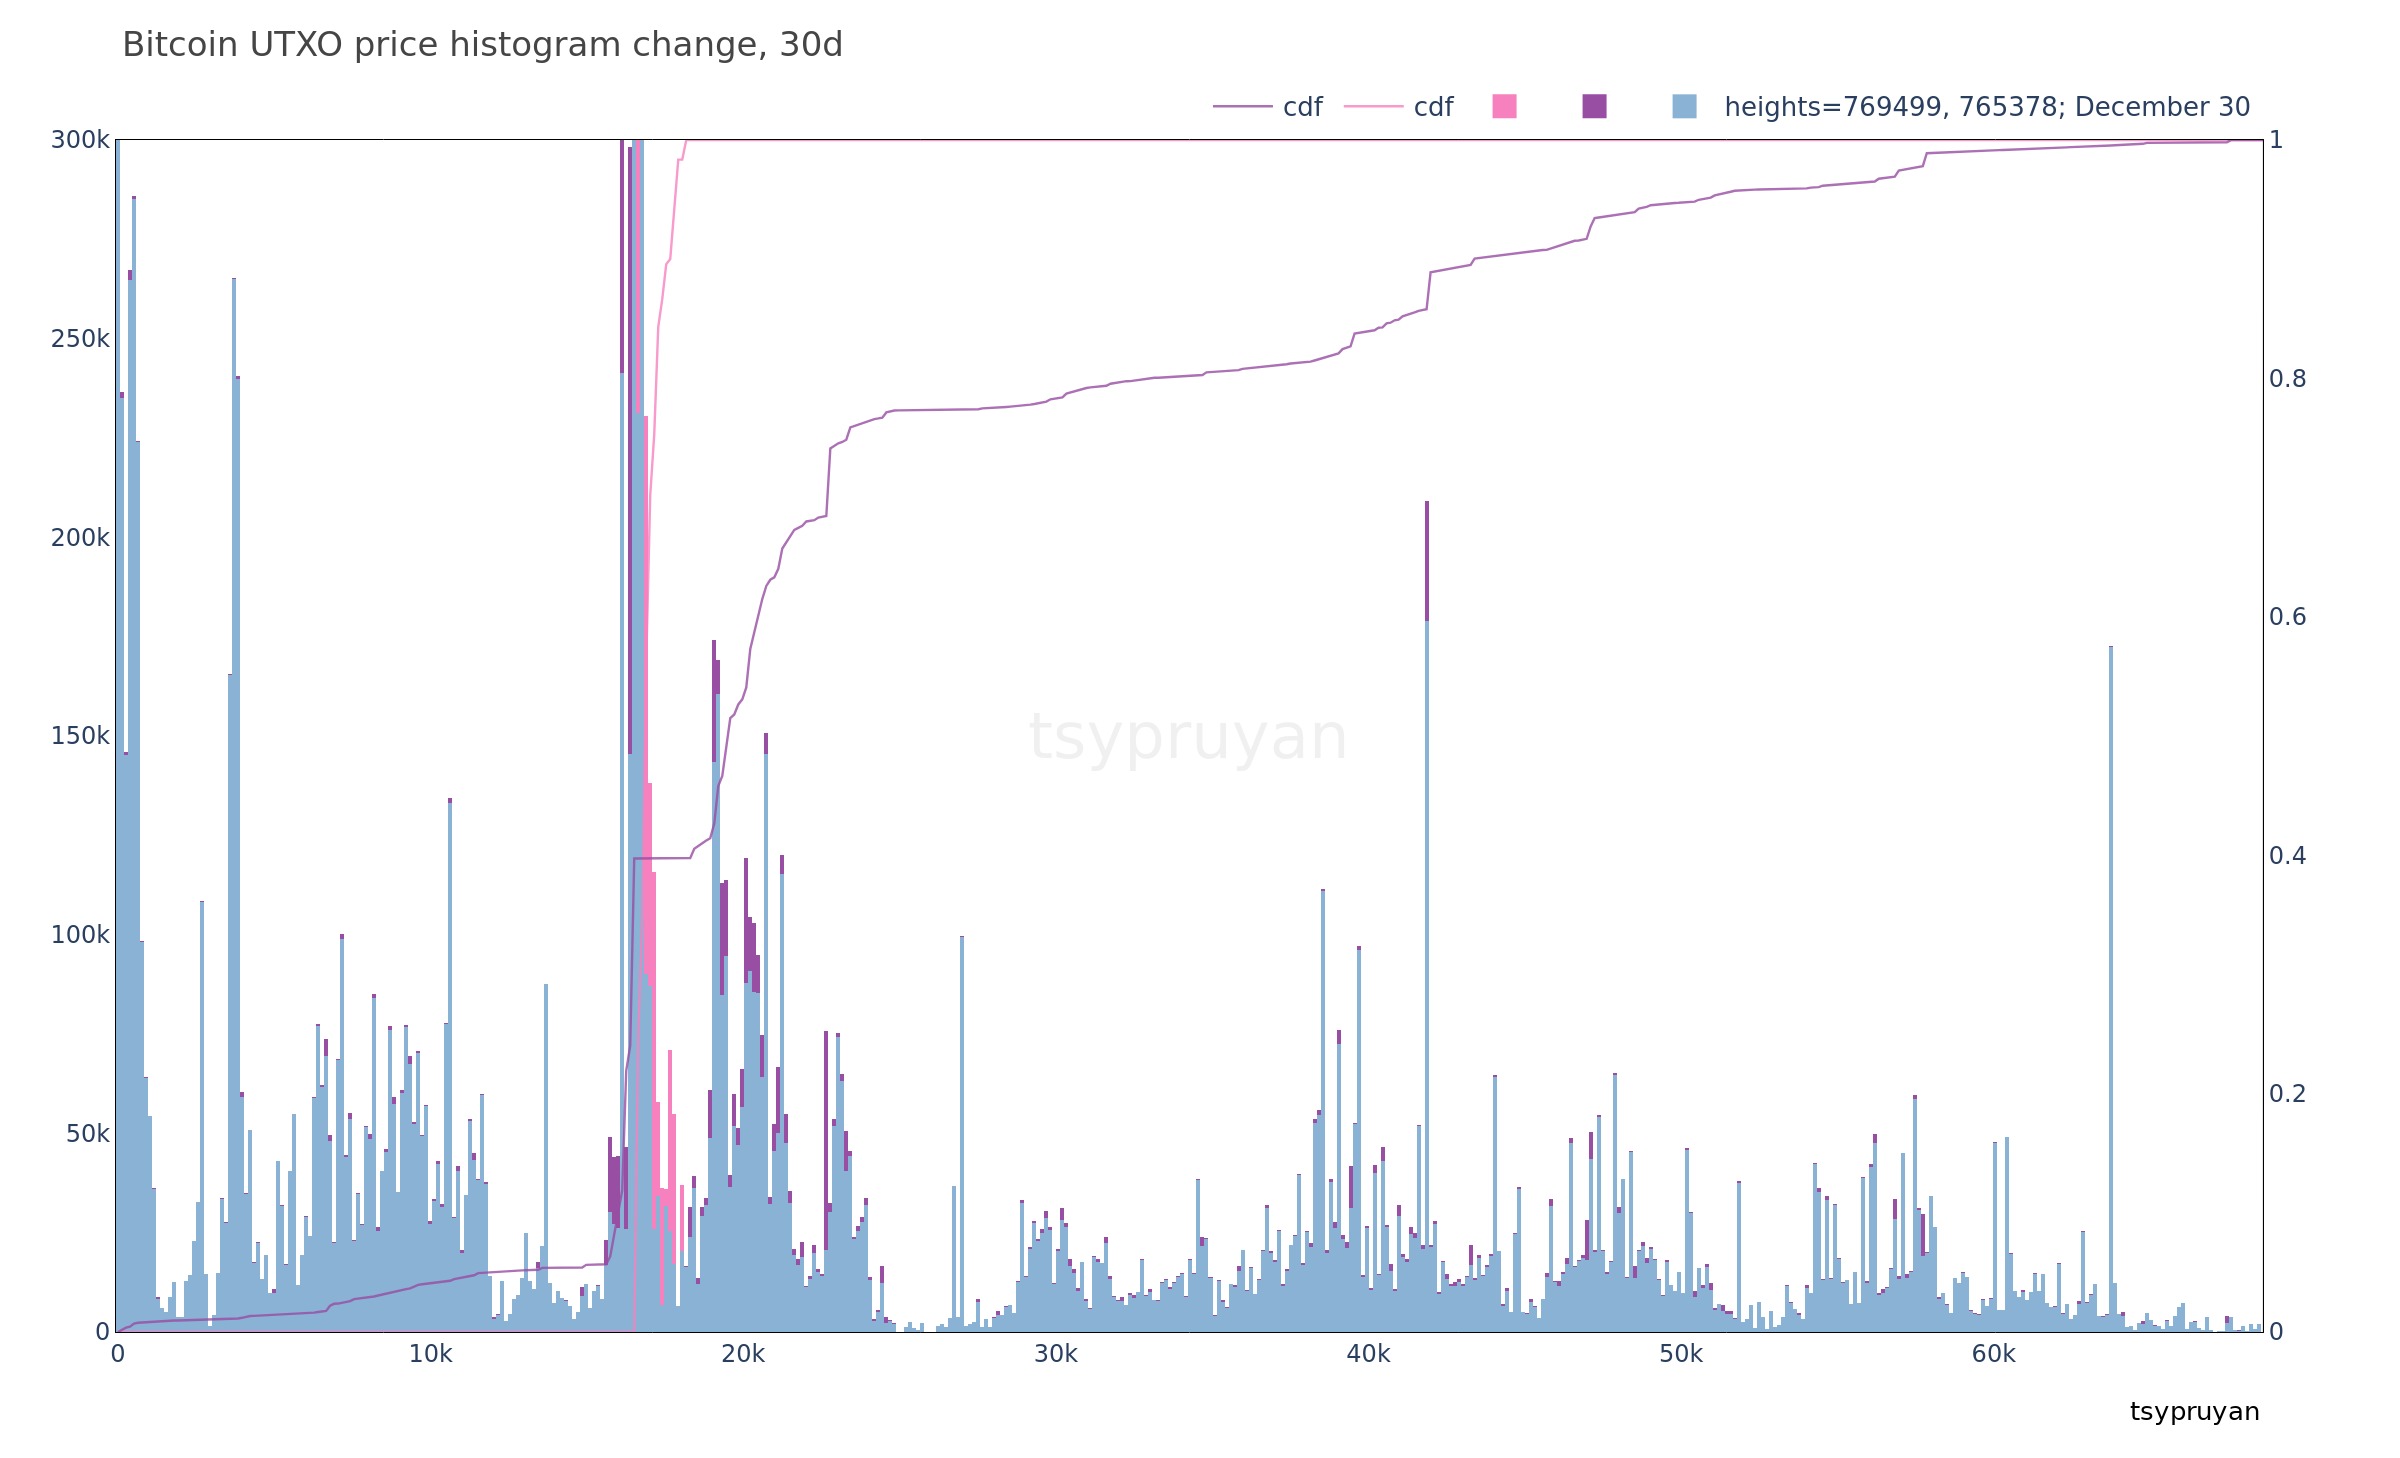 Bitcoin UTXO price histogram change, 30d
cdf cdf heights=769499, 765378; December 30
300k 1
250k
0.8
200k
0.6
tsypruyan
150k
0.4
100k
0.2
50k
0 0
0 10k 20k 30k 40k 50k 60k
tsypruyan